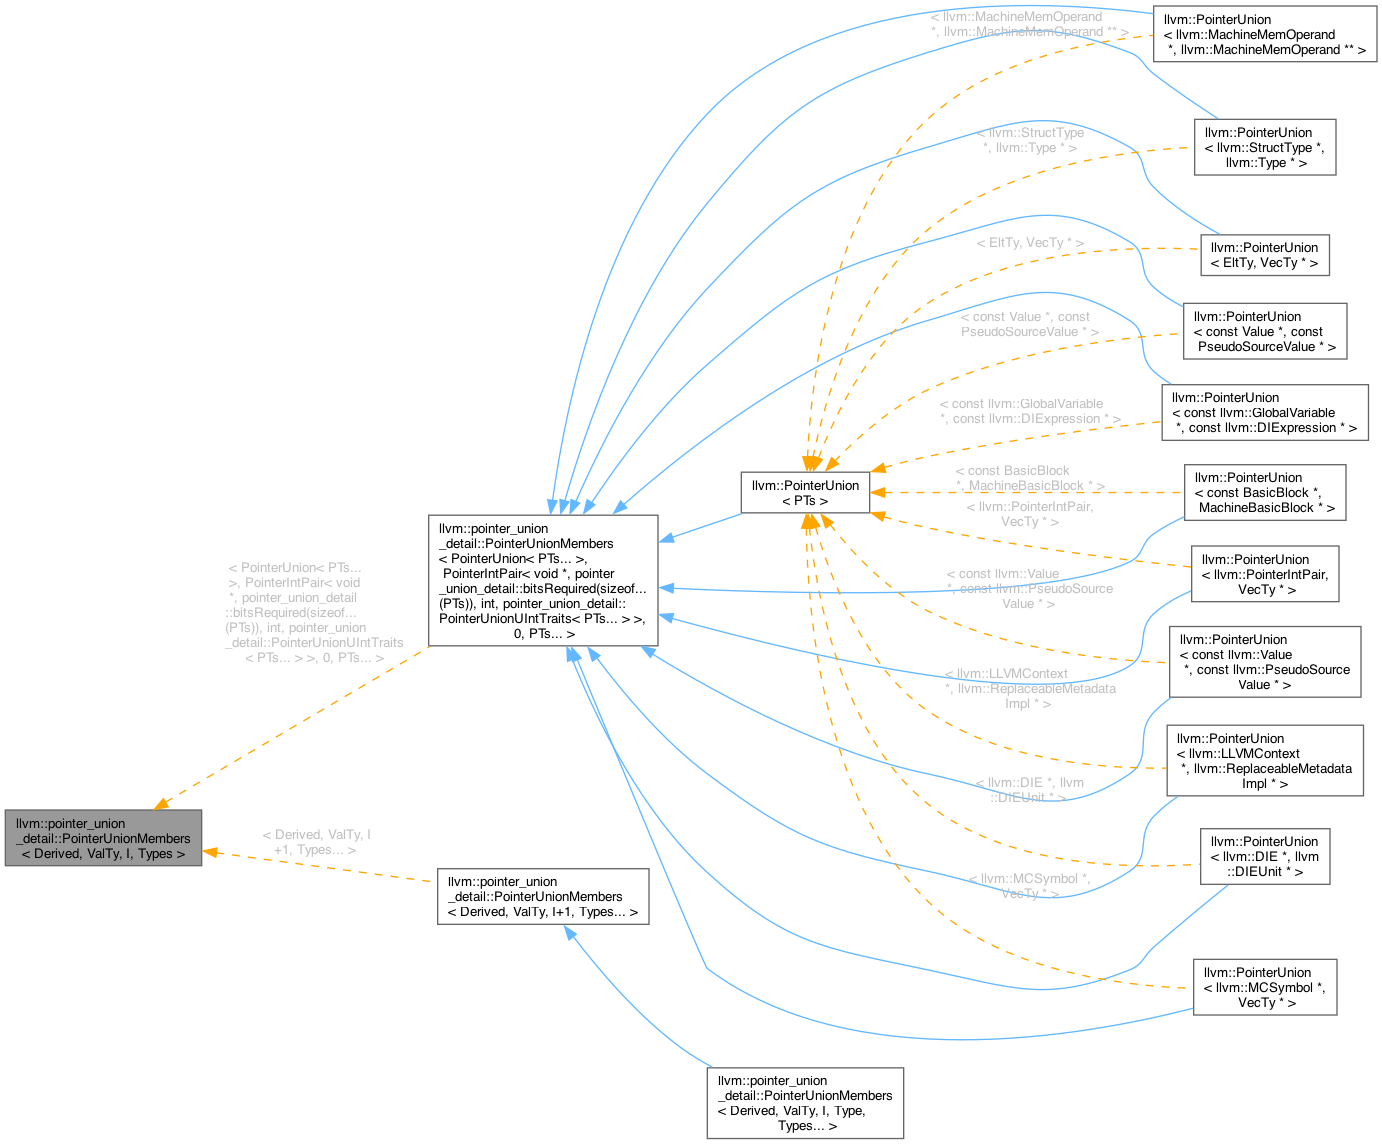 llvm::PointerUnion
< llvm::MachineMemOperand
*, llvm::MachineMemOperand ** >
< llvm::MachineMemOperand
*, llvm::MachineMemOperand ** >
llvm::PointerUnion
< llvm::StructType *,
llvm::Type * >
< llvm::StructType
*, llvm::Type * >
llvm::PointerUnion
< EltTy, VecTy * >
< EltTy, VecTy * >
llvm::PointerUnion
< const Value *, const
PseudoSourceValue * >
< const Value *, const
PseudoSourceValue * >
llvm::PointerUnion
< const llvm::GlobalVariable
*, const llvm::DIExpression * >
< const llvm::GlobalVariable
*, const llvm::DIExpression * >
llvm::PointerUnion
< PTs >
< const BasicBlock
*, MachineBasicBlock * >
llvm::PointerUnion
< const BasicBlock *,
MachineBasicBlock * >
< llvm::PointerIntPair,
VecTy * >
llvm::PointerUnion
< llvm::PointerIntPair,
VecTy * >
llvm::pointer_union
_detail::PointerUnionMembers
< PointerUnion< PTs... >,
PointerIntPair< void *, pointer
_union_detail::bitsRequired(sizeof...
(PTs)), int, pointer_union_detail::
PointerUnionUIntTraits< PTs... > >,
0, PTs... >
< PointerUnion< PTs...
>, PointerIntPair< void
*, pointer_union_detail
::bitsRequired(sizeof...
(PTs)), int, pointer_union
_detail::PointerUnionUIntTraits
< PTs... > >, 0, PTs... >
< const llvm::Value
*, const llvm::PseudoSource
Value * >
llvm::PointerUnion
< const llvm::Value
*, const llvm::PseudoSource
Value * >
< llvm::LLVMContext
*, llvm::ReplaceableMetadata
Impl * >
llvm::PointerUnion
< llvm::LLVMContext
*, llvm::ReplaceableMetadata
Impl * >
< llvm::DIE *, llvm
::DIEUnit * >
llvm::PointerUnion
< llvm::DIE *, llvm
::DIEUnit * >
llvm::pointer_union
_detail::PointerUnionMembers
< Derived, ValTy, I, Types >
< Derived, ValTy, I
+1, Types... >
llvm::pointer_union
_detail::PointerUnionMembers
< Derived, ValTy, I+1, Types... >
< llvm::MCSymbol *,
VecTy * >
llvm::PointerUnion
< llvm::MCSymbol *,
VecTy * >
llvm::pointer_union
_detail::PointerUnionMembers
< Derived, ValTy, I, Type,
Types... >